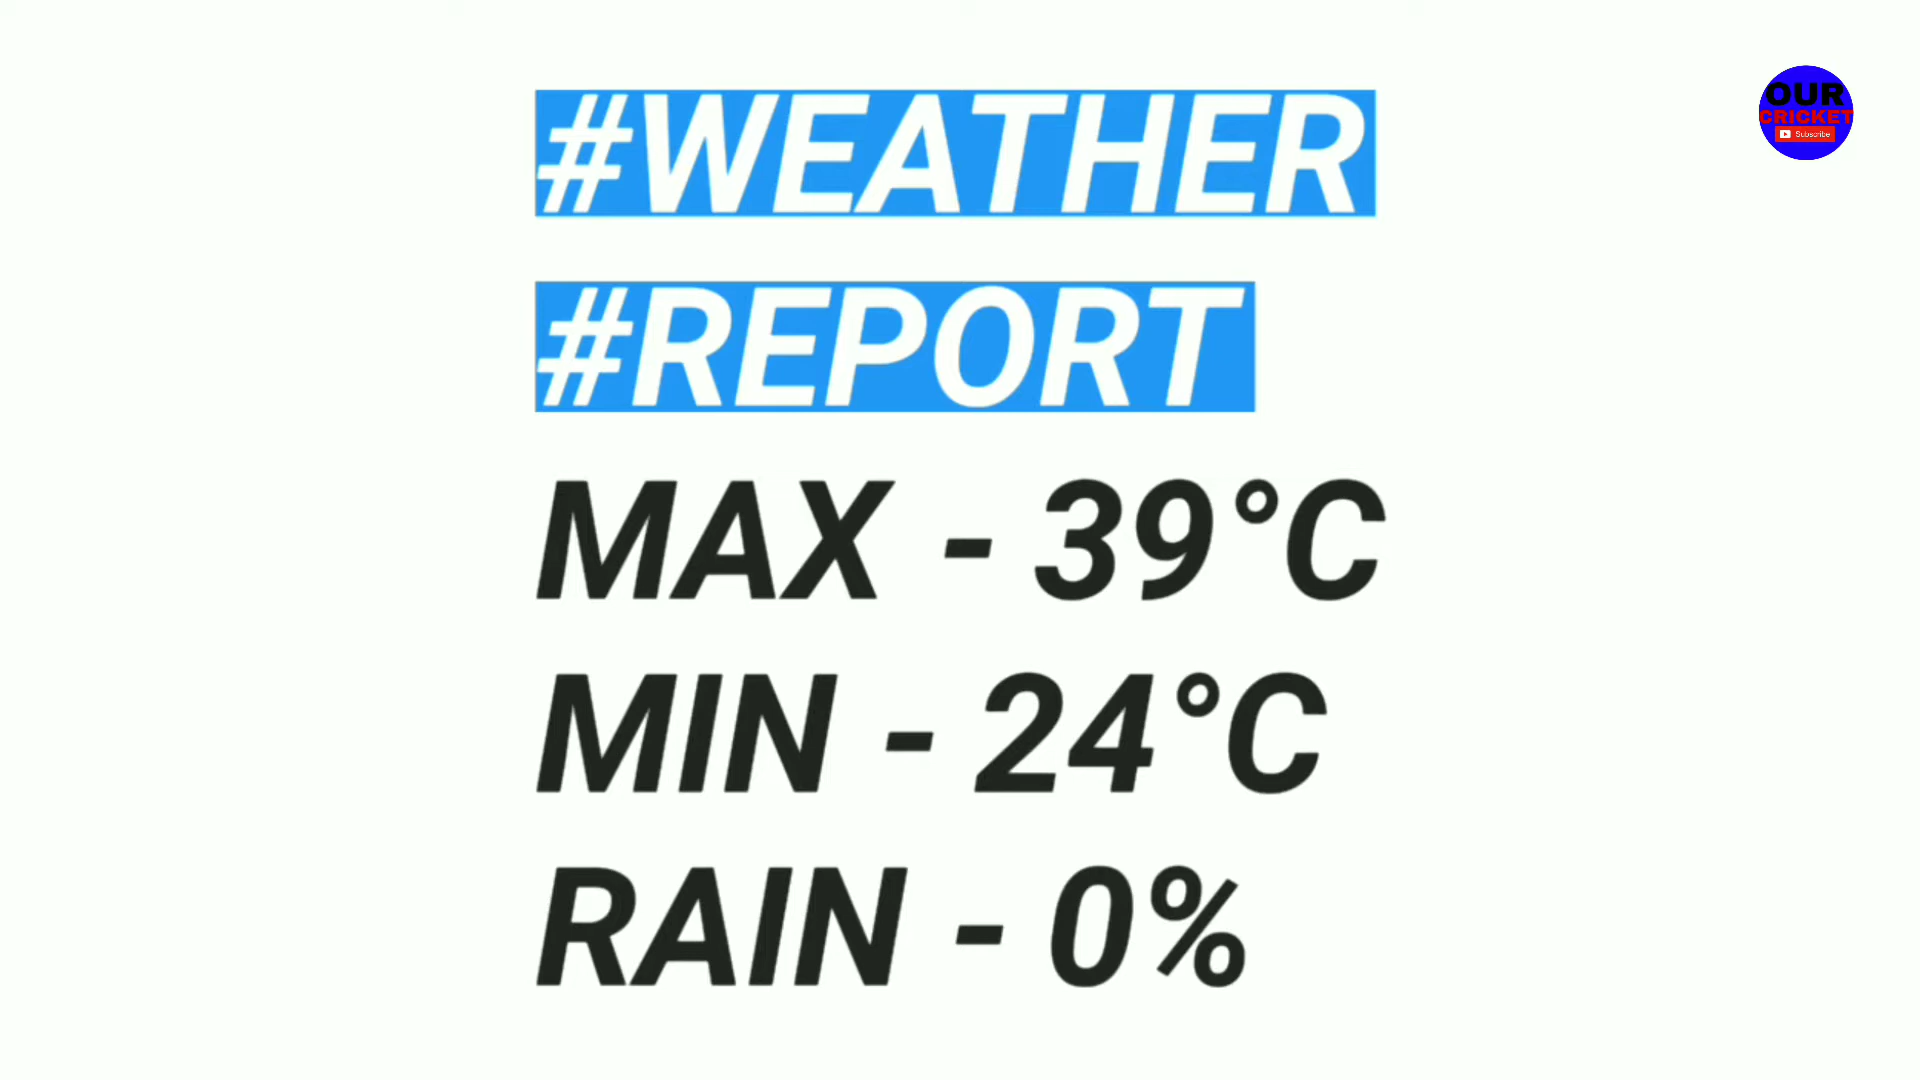 #WEATHER
OUR
CRICKET
Subscribe
#REPORT
MAX - 39°C
MIN - 24°C
RAIN - 0%